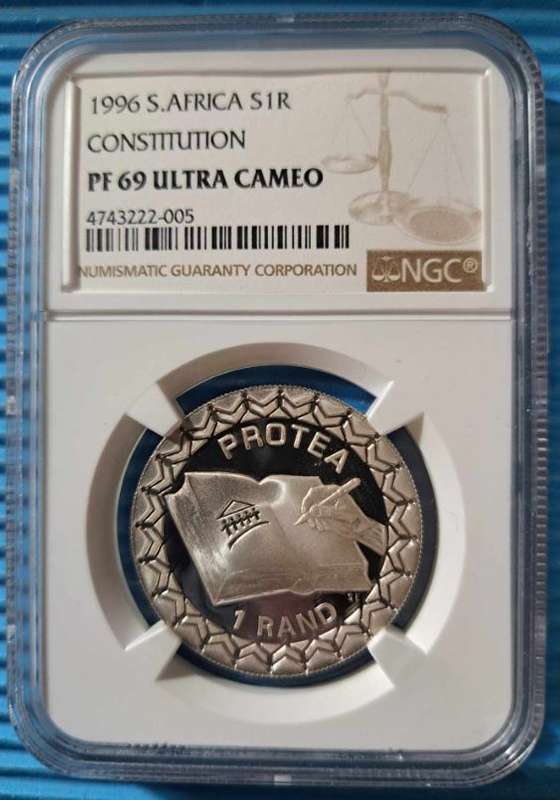 1996 S.AFRICA S1R
CONSTITUTION
PF 69 ULTRA CAMEO
4743222-005
NUMISMATIC GUARANTY CORPORATION
NGC®
PROTEA
1 RAND